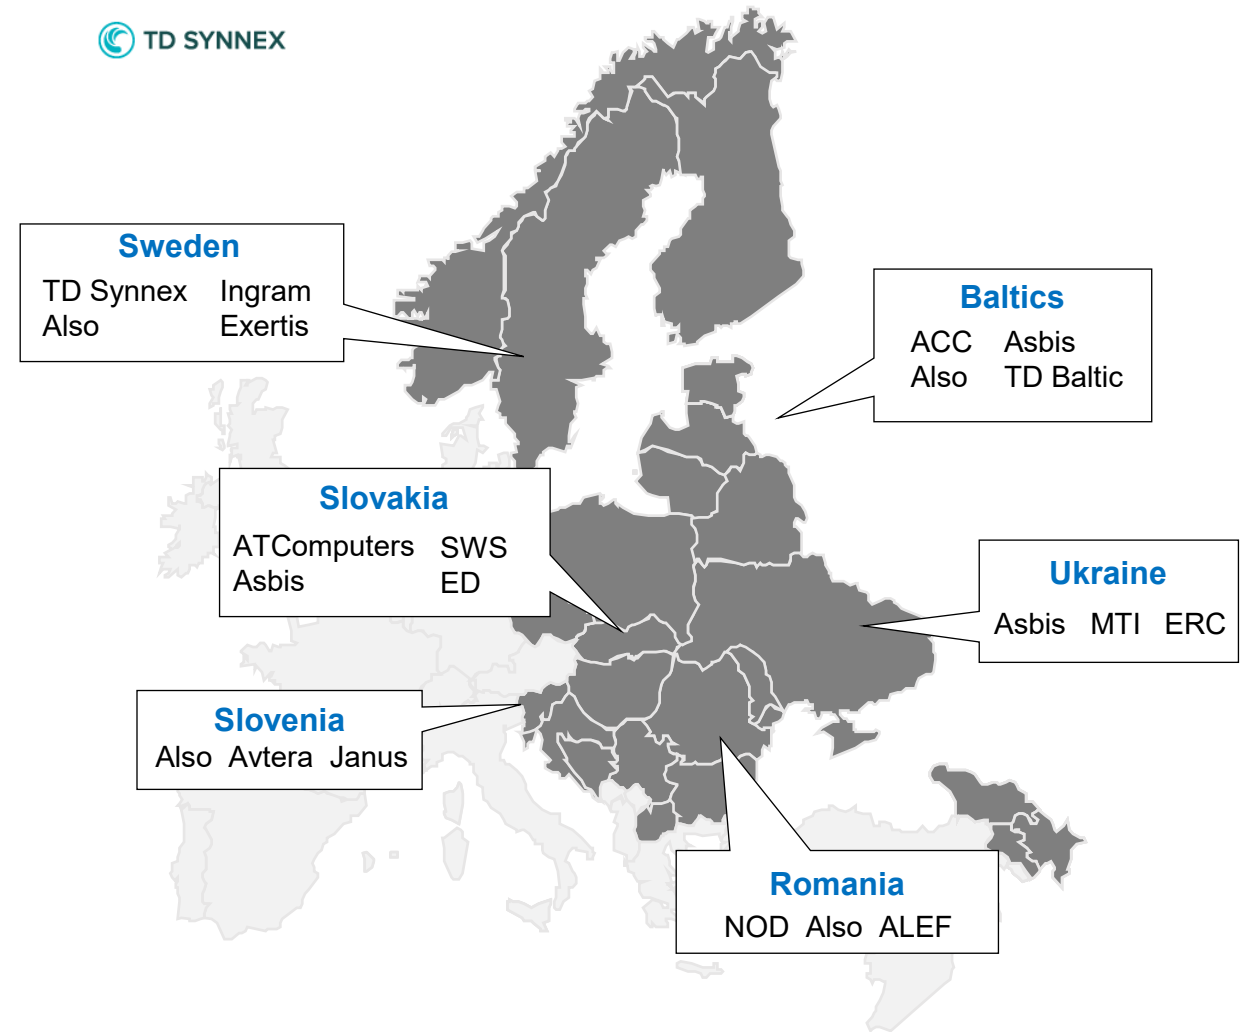 TD SYNNEX
Sweden
TD Synnex Ingram
Also Exertis
Baltics
ACC Asbis
Also TD Baltic
Slovakia
ATComputers SWS
Asbis ED
Ukraine
Asbis MTI ERC
Slovenia
Also Avtera Janus
Romania
NOD Also ALEF